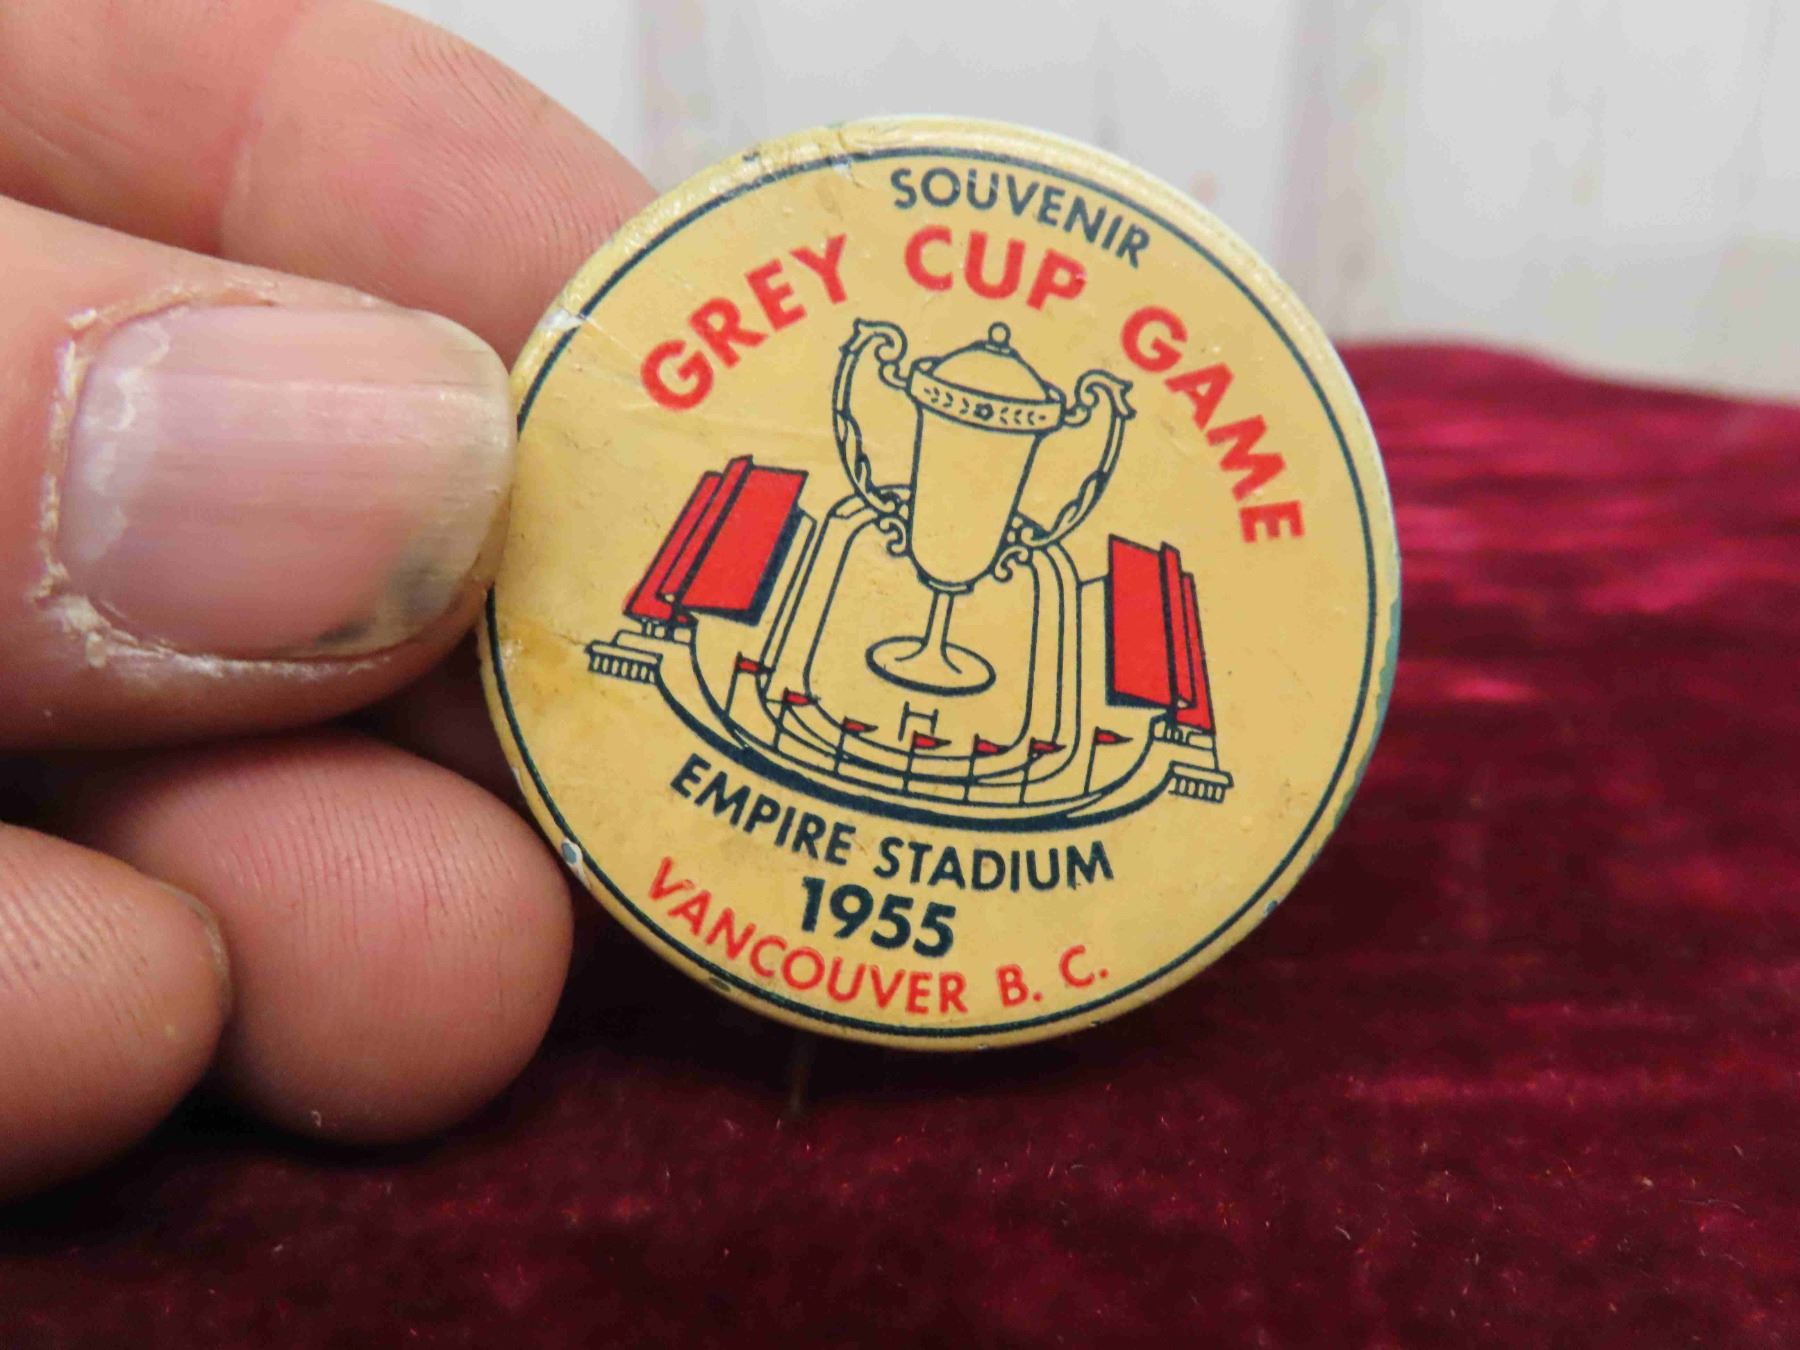 SOUVENIR
GREY CUP GAME
EMPIRE STADIUM
1955
VANCOUVER B. C.